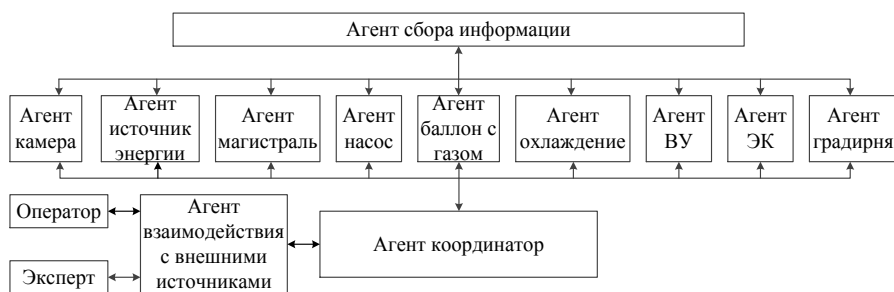 Агент сбора информации
Агент
камера
Агент
источник
энергии
Агент
магистраль
Агент
насос
Агент
баллон с
газом
Агент
охлаждение
Агент
ВУ
Агент
ЭК
Агент
градирня
Оператор
Эксперт
Агент
взаимодействия
с внешними
источниками
Агент координатор